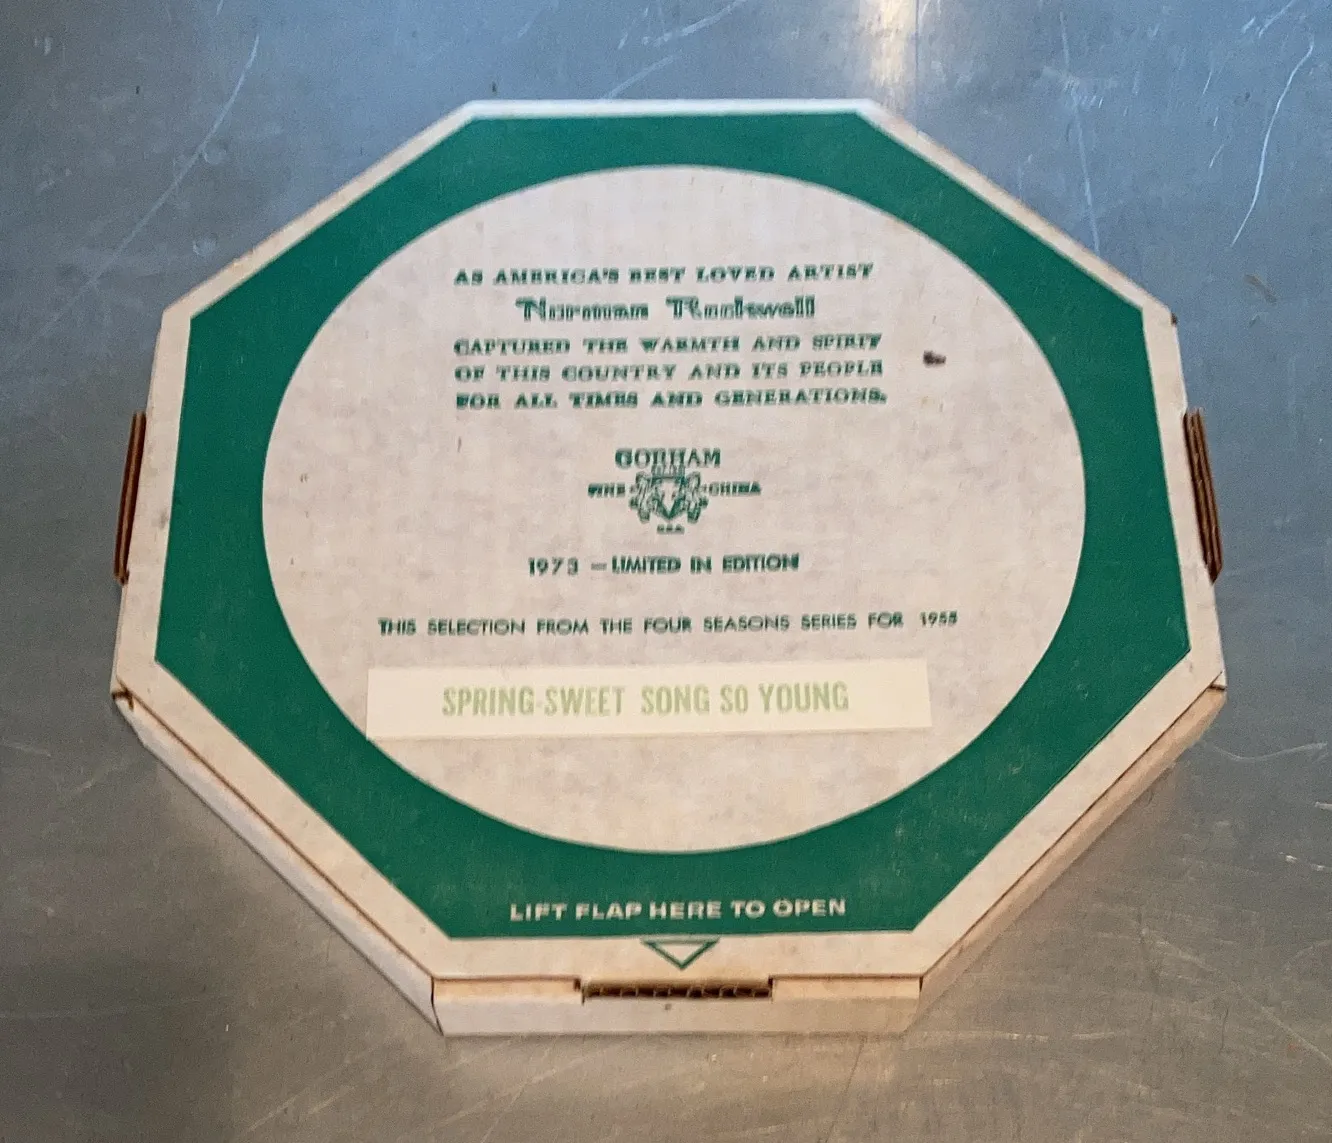 AS AMERICA'S BEST LOVED ARTIST
Norman Rockwell
CAPTURED THE WARMTH AND SPIRIT
OF THIS COUNTRY AND ITS PEOPLE
FOR ALL TIMES AND GENERATIONS.
GORHAM
FINE CHINA
U.S.A.
1973 – LIMITED IN EDITION
THIS SELECTION FROM THE FOUR SEASONS SERIES FOR 1955
SPRING-SWEET SONG SO YOUNG
LIFT FLAP HERE TO OPEN